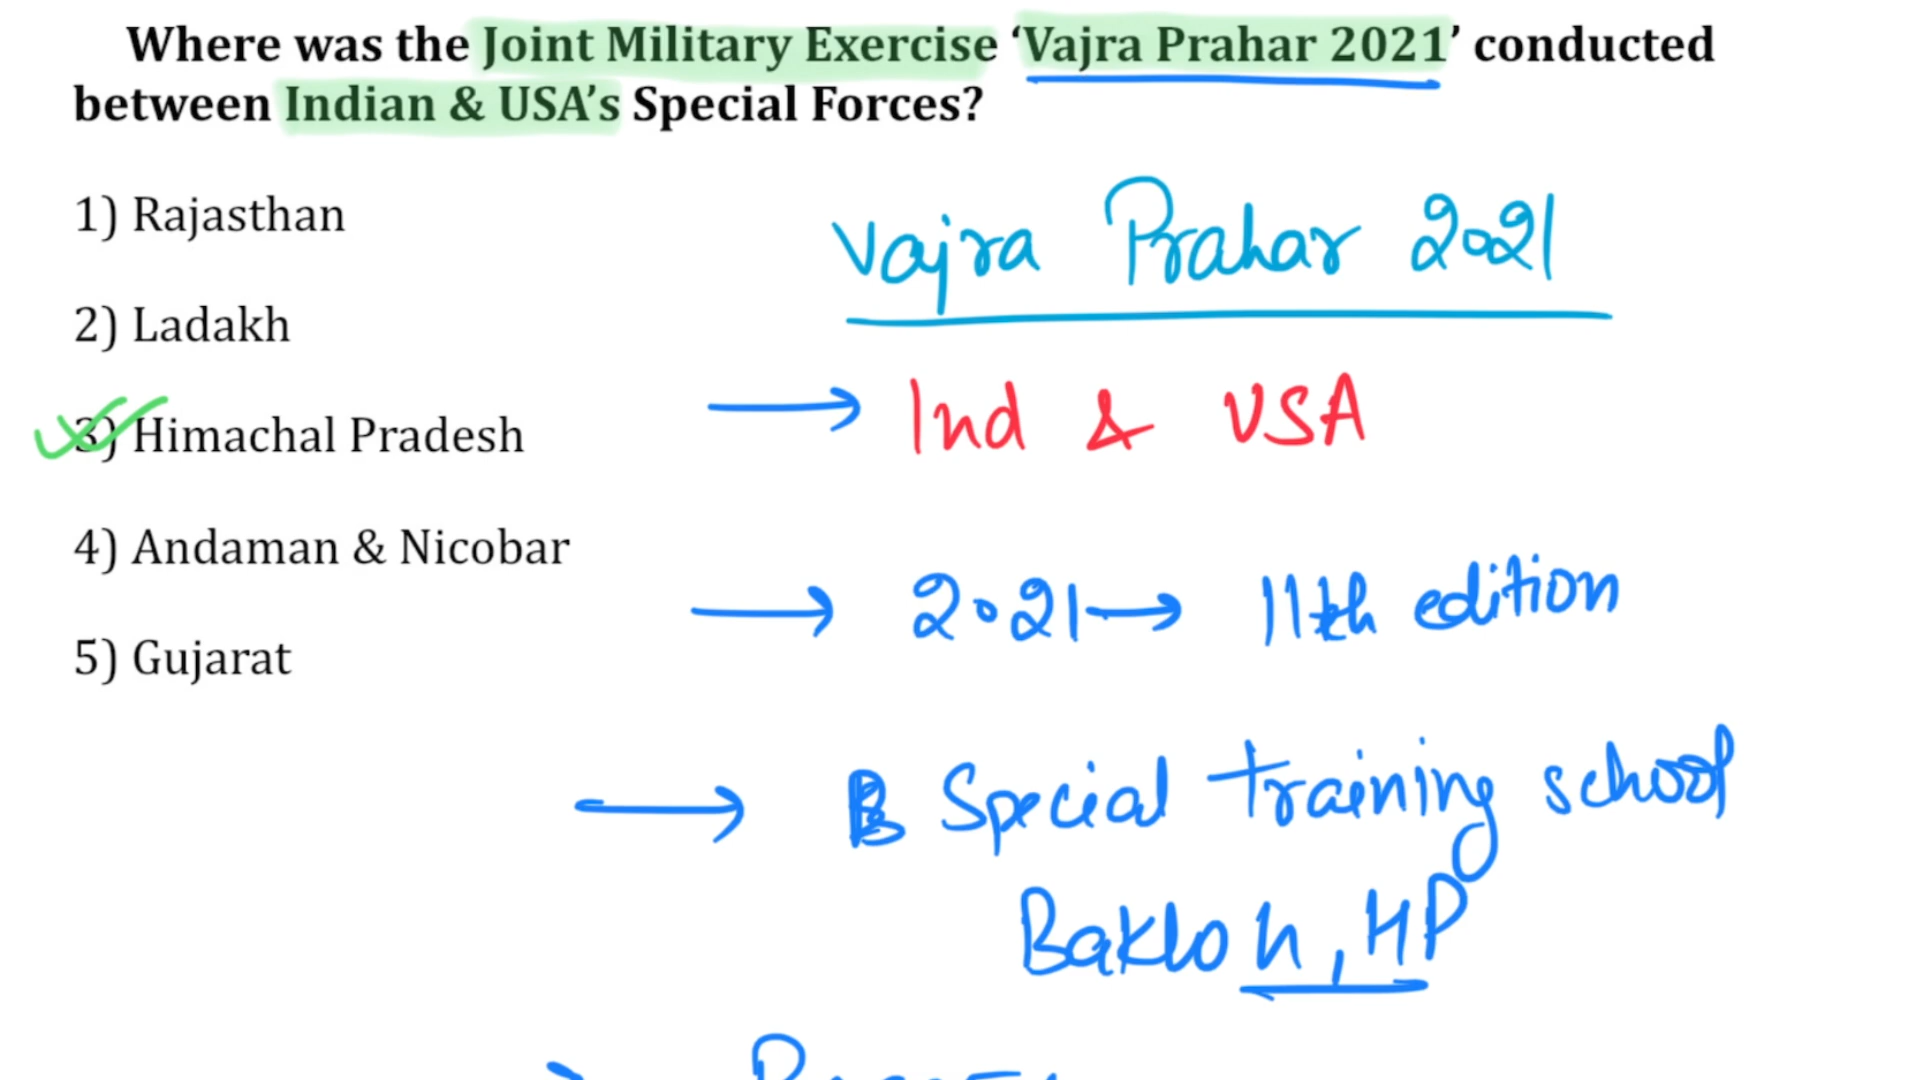 Where was the Joint Military Exercise ‘Vajra Prahar 2021’ conducted
between Indian & USA’s Special Forces?
1) Rajasthan
2) Ladakh
3) Himachal Pradesh
4) Andaman & Nicobar
5) Gujarat
Vajra Prahar 2021
→ Ind & USA
→ 2021 → 11th edition
→ Special training school
Bakloh, HP